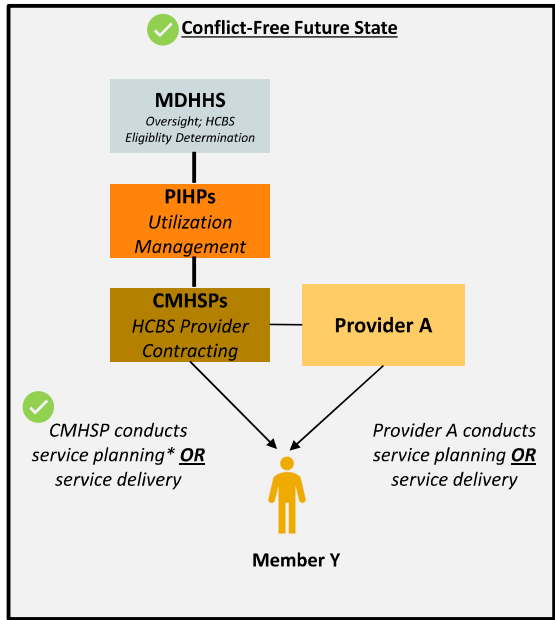 Conflict-Free Future State
MDHHS
Oversight; HCBS
Eligiblity Determination
PIHPs
Utilization
Management
CMHSPs
HCBS Provider
Contracting
Provider A
CMHSP conducts
service planning* OR
service delivery
Provider A conducts
service planning OR
service delivery
Member Y